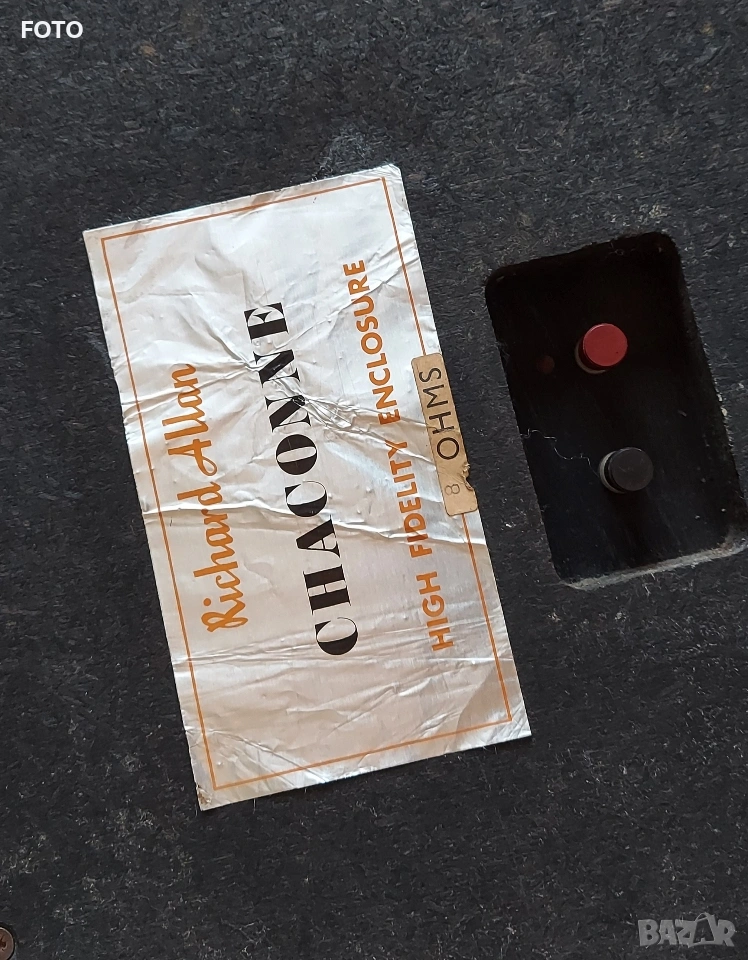 FOTO
Richard Allan
CHACONNE
HIGH FIDELITY ENCLOSURE
8 OHMS
BAZAR